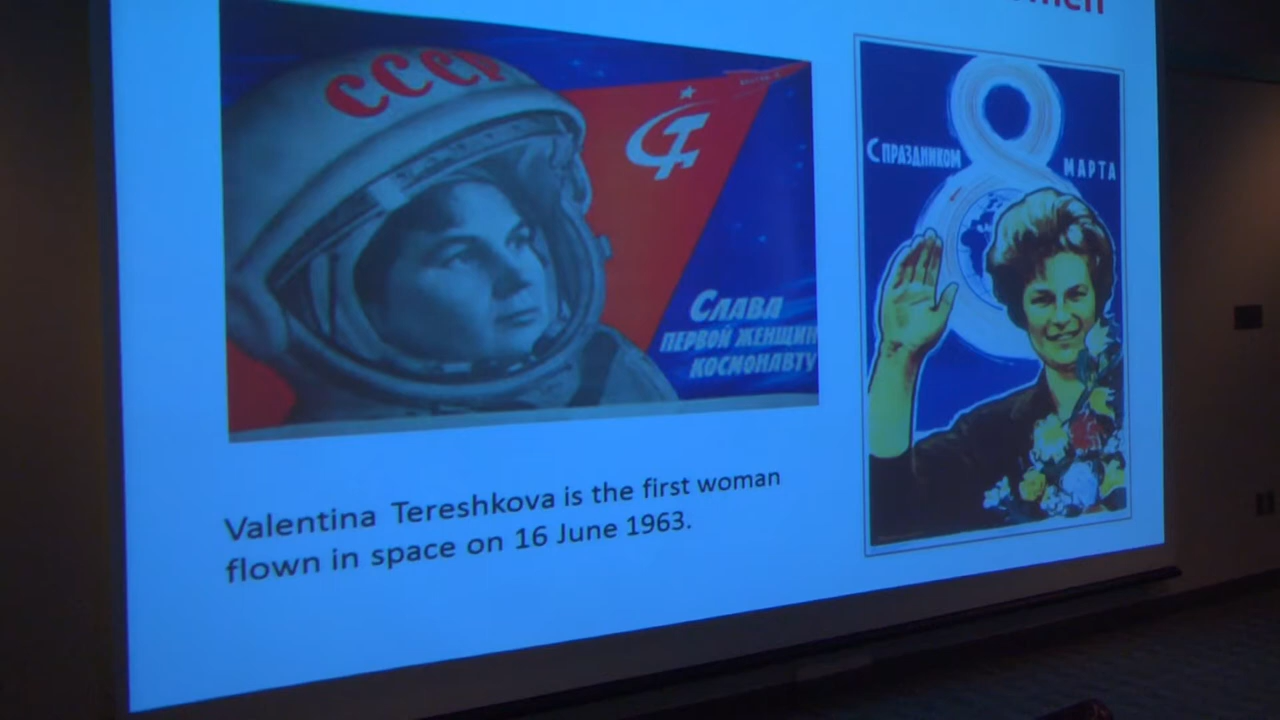 СССР
СЛАВА
ПЕРВОЙ ЖЕНЩИН
КОСМОНАВТУ
С ПРАЗДНИКОМ
МАРТА
8
Valentina Tereshkova is the first woman
flown in space on 16 June 1963.